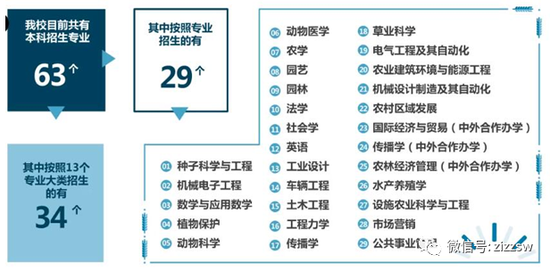 我校目前共有
本科招生专业
63个
其中按照专业
招生的有
29个
其中按照13个
专业大类招生
的有
34个
01 种子科学与工程
02 机械电子工程
03 数学与应用数学
04 植物保护
05 动物科学
06 动物医学
07 农学
08 园艺
09 园林
10 法学
11 社会学
12 英语
13 工业设计
14 车辆工程
15 土木工程
16 工程力学
17 传播学
18 草业科学
19 电气工程及其自动化
20 农业建筑环境与能源工程
21 机械设计制造及其自动化
22 农村区域发展
23 国际经济与贸易（中外合作办学）
24 传播学（中外合作办学）
25 农林经济管理（中外合作办学）
26 水产养殖学
27 设施农业科学与工程
28 市场营销
29 公共事业
微信号: zizzsw